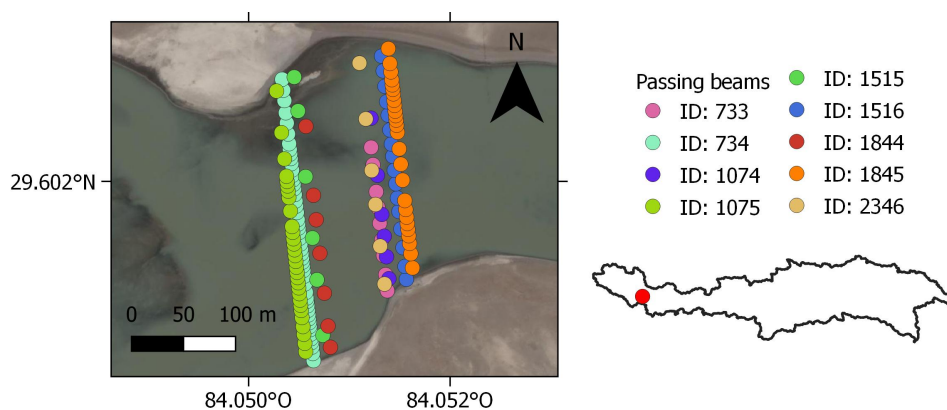 N
29.602°N
0 50 100 m
84.050°O 84.052°O
Passing beams
ID: 733
ID: 734
ID: 1074
ID: 1075
ID: 1515
ID: 1516
ID: 1844
ID: 1845
ID: 2346